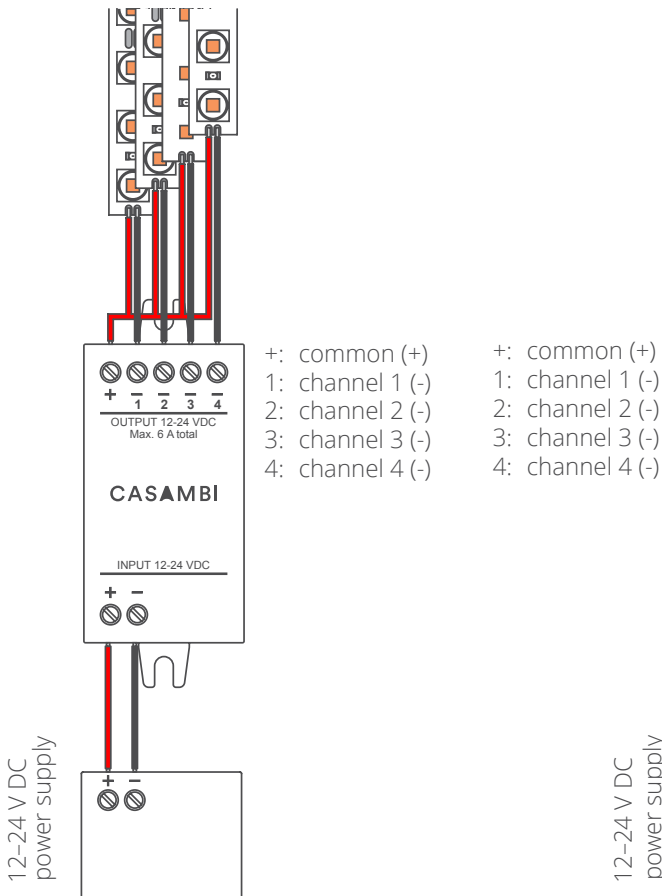 +: common (+)
1: channel 1 (-)
2: channel 2 (-)
3: channel 3 (-)
4: channel 4 (-)
+: common (+)
1: channel 1 (-)
2: channel 2 (-)
3: channel 3 (-)
4: channel 4 (-)
+ – – – –
1 2 3 4
OUTPUT 12-24 VDC
Max. 6 A total
CASAMBI
INPUT 12-24 VDC
+ –
+ –
12–24 V DC
power supply
12–24 V DC
power supply